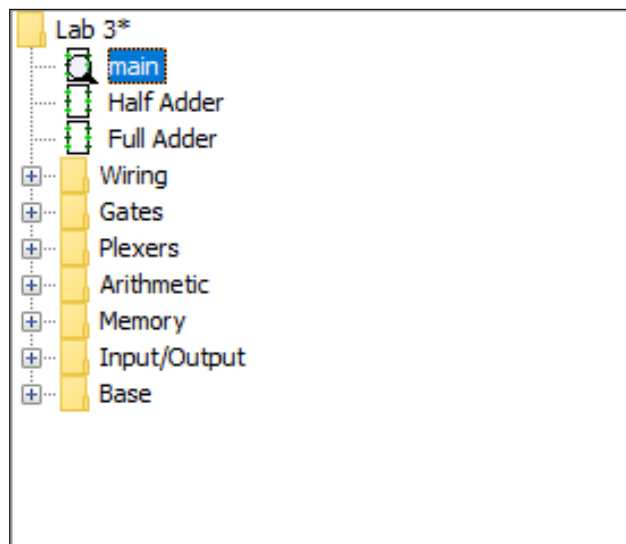 Lab 3*
main
Half Adder
Full Adder
Wiring
Gates
Plexers
Arithmetic
Memory
Input/Output
Base